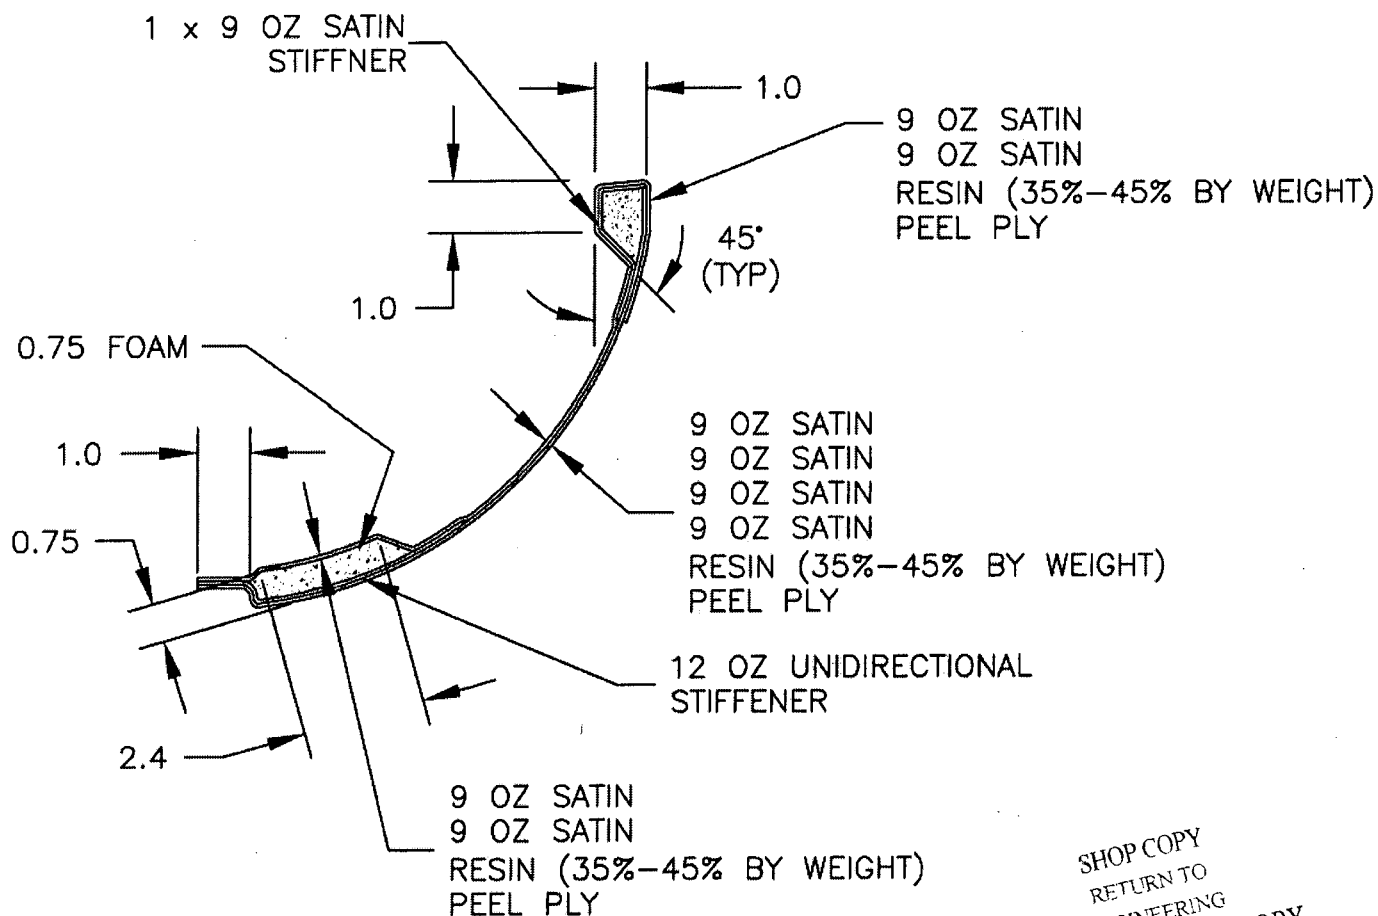 1 x 9 OZ SATIN
STIFFNER
1.0
9 OZ SATIN
9 OZ SATIN
RESIN (35%-45% BY WEIGHT)
PEEL PLY
45°
(TYP)
1.0
0.75 FOAM
1.0
9 OZ SATIN
9 OZ SATIN
9 OZ SATIN
9 OZ SATIN
RESIN (35%-45% BY WEIGHT)
PEEL PLY
0.75
12 OZ UNIDIRECTIONAL
STIFFENER
2.4
9 OZ SATIN
9 OZ SATIN
RESIN (35%-45% BY WEIGHT)
PEEL PLY
SHOP COPY
RETURN TO